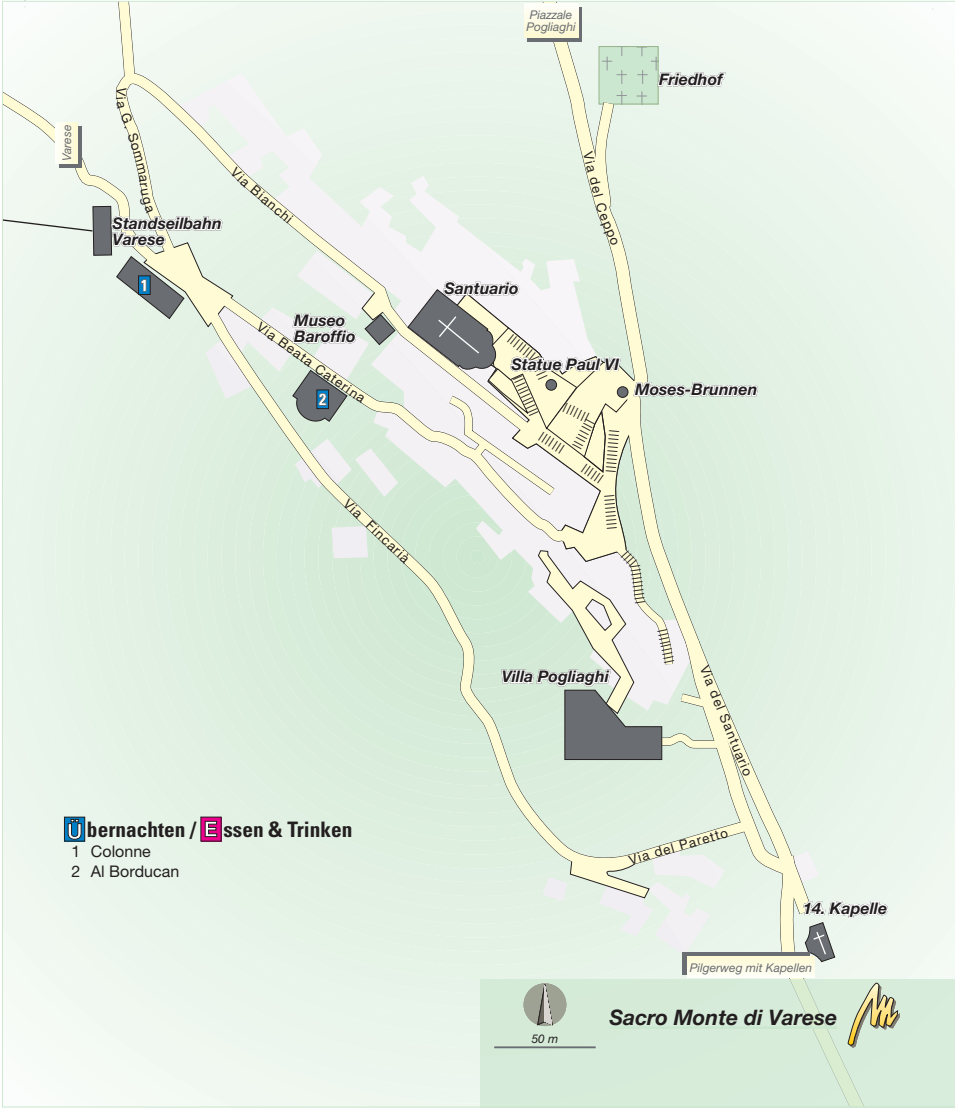 Piazzale
Pogliaghi
Friedhof
Via G. Sommaruga
Varese
Via del Ceppo
Via Bianchi
Standseilbahn
Varese
1
Santuario
Museo
Baroffio
Via Beata Caterina
Statue Paul VI
Moses-Brunnen
2
Via Fincarià
Villa Pogliaghi
Via del Santuario
Übernachten / Essen & Trinken
1 Colonne
2 Al Borducan
Via del Paretto
14. Kapelle
Pilgerweg mit Kapellen
Sacro Monte di Varese
50 m